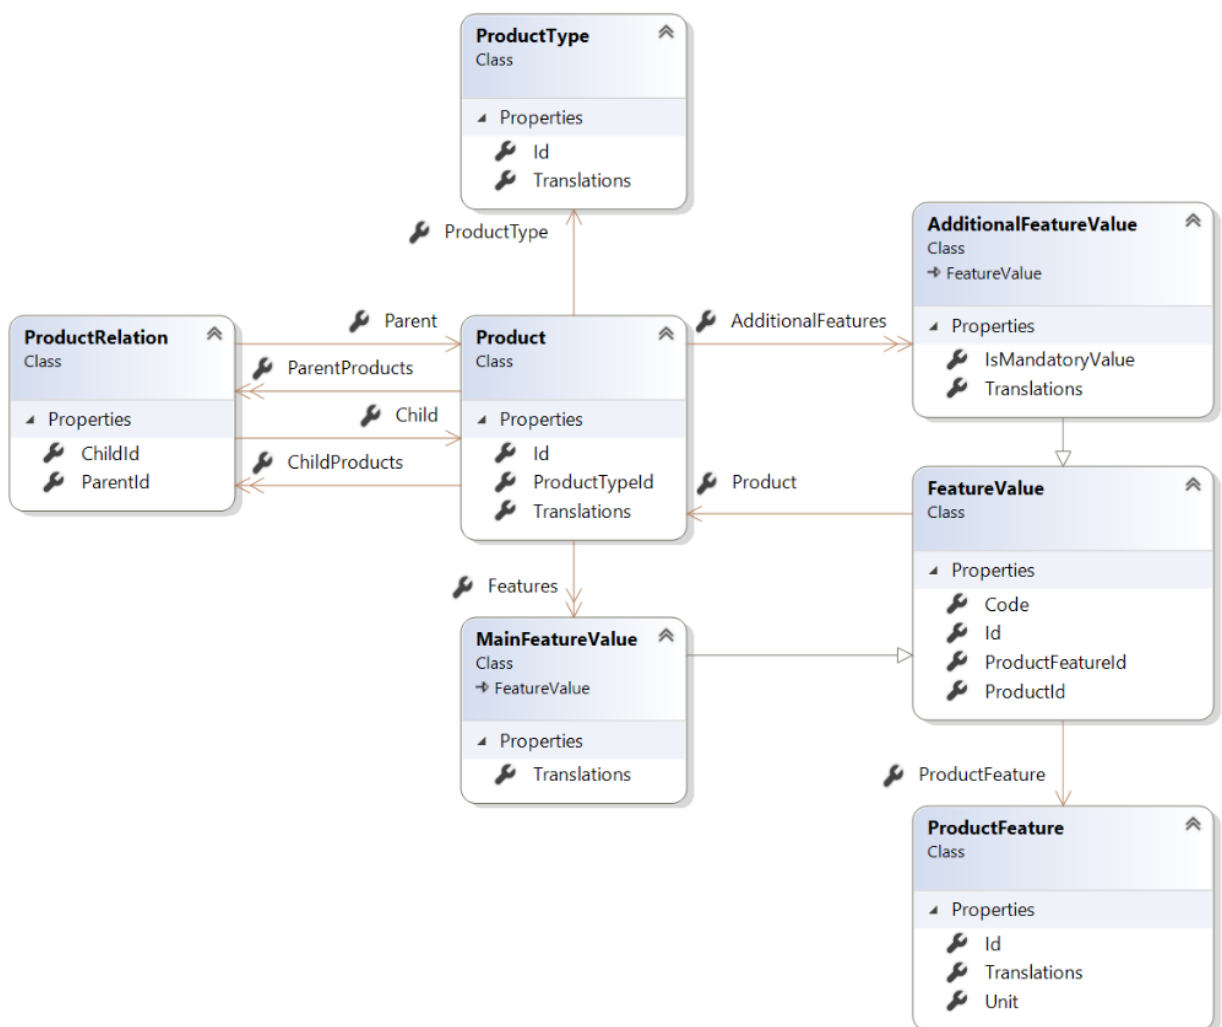 ProductType
Class
Properties
Id
Translations
ProductType
AdditionalFeatureValue
Class
FeatureValue
Properties
IsMandatoryValue
Translations
ProductRelation
Class
Properties
ChildId
ParentId
Parent
ParentProducts
Child
ChildProducts
Product
Class
Properties
Id
ProductTypeId
Translations
AdditionalFeatures
Product
FeatureValue
Class
Properties
Code
Id
ProductFeatureId
ProductId
Features
MainFeatureValue
Class
FeatureValue
Properties
Translations
ProductFeature
ProductFeature
Class
Properties
Id
Translations
Unit